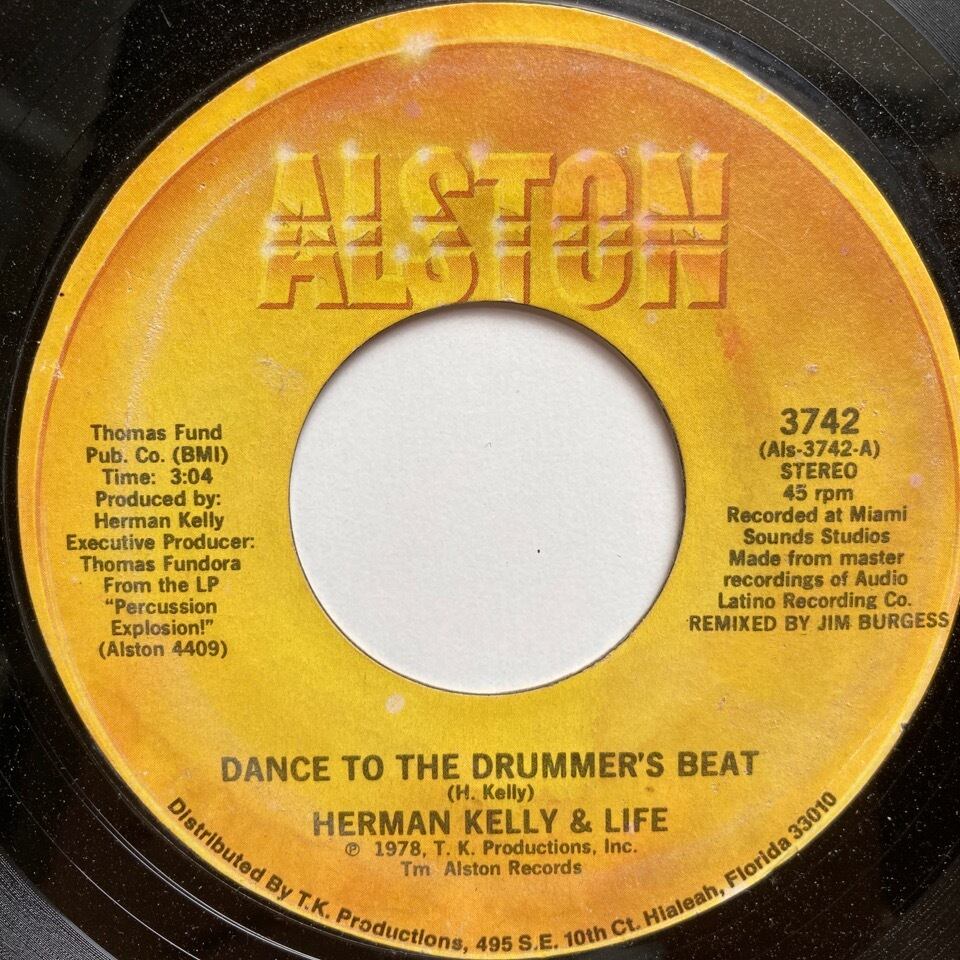 ALSTON
Thomas Fund
Pub. Co. (BMI)
Time: 3:04
Produced by:
Herman Kelly
Executive Producer:
Thomas Fundora
From the LP
"Percussion
Explosion!"
(Alston 4409)
3742
(Als-3742-A)
STEREO
45 rpm
Recorded at Miami
Sounds Studios
Made from master
recordings of Audio
Latino Recording Co.
REMIXED BY JIM BURGESS
DANCE TO THE DRUMMER'S BEAT
(H. Kelly)
HERMAN KELLY & LIFE
℗ 1978, T. K. Productions, Inc.
Tm Alston Records
Distributed By T.K. Productions, 495 S.E. 10th Ct. Hialeah, Florida 33010